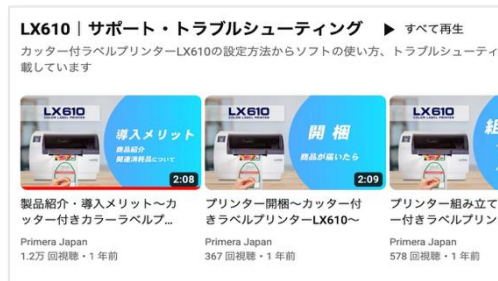 LX610｜サポート・トラブルシューティング ▶ すべて再生
カッター付ラベルプリンターLX610の設定方法からソフトの使い方、トラブルシューティ
載しています
LX610
COLOR LABEL PRINTER
導入メリット
商品紹介
関連消耗品について
2:08
製品紹介・導入メリット～カ
ッター付きカラーラベルプ...
Primera Japan
1.2万 回視聴・1 年前
LX610
COLOR LABEL PRINTER
開梱
商品が届いたら
2:09
プリンター開梱～カッター付
きラベルプリンターLX610～
Primera Japan
367 回視聴・1 年前
LX610
COLOR LABEL PRINTER
組
プリンター組み立て
ー付きラベルプリン
Primera Japan
578 回視聴・1 年前